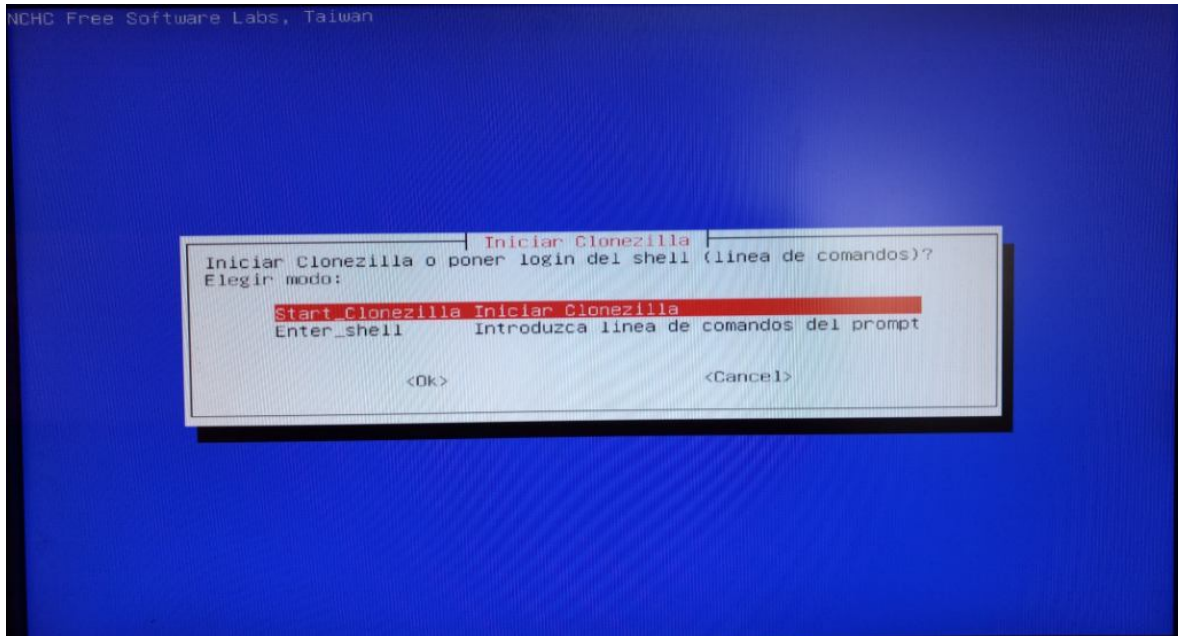 NCHC Free Software Labs, Taiwan
Iniciar Clonezilla
Iniciar Clonezilla o poner login del shell (linea de comandos)?
Elegir modo:
Start_Clonezilla Iniciar Clonezilla
Enter_shell Introduzca linea de comandos del prompt
<Ok> <Cancel>